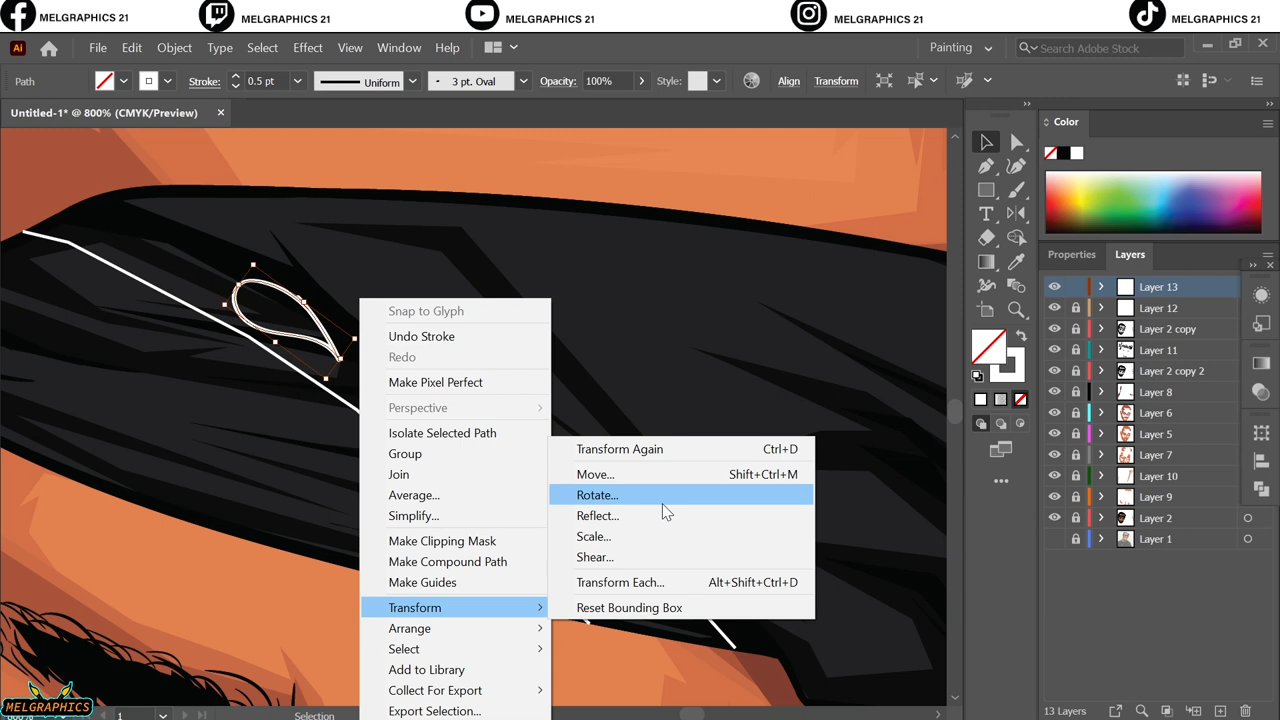 MELGRAPHICS 21 MELGRAPHICS 21 MELGRAPHICS 21 MELGRAPHICS 21 MELGRAPHICS 21
Ai File Edit Object Type Select Effect View Window Help Painting Search Adobe Stock
Path Stroke: 0.5 pt Uniform 3 pt. Oval Opacity: 100% Style: Align Transform
Untitled-1* @ 800% (CMYK/Preview)
Color
Properties Layers
Layer 13
Layer 12
Layer 2 copy
Layer 11
Layer 2 copy 2
Layer 8
Layer 6
Layer 5
Layer 7
Layer 10
Layer 9
Layer 2
Layer 1
13 Layers
Snap to Glyph
Undo Stroke
Redo
Make Pixel Perfect
Perspective
Isolate Selected Path
Group
Join
Average...
Simplify...
Make Clipping Mask
Make Compound Path
Make Guides
Transform
Arrange
Select
Add to Library
Collect For Export
Export Selection...
Transform Again Ctrl+D
Move... Shift+Ctrl+M
Rotate...
Reflect...
Scale...
Shear...
Transform Each... Alt+Shift+Ctrl+D
Reset Bounding Box
MELGRAPHICS
1 Selection